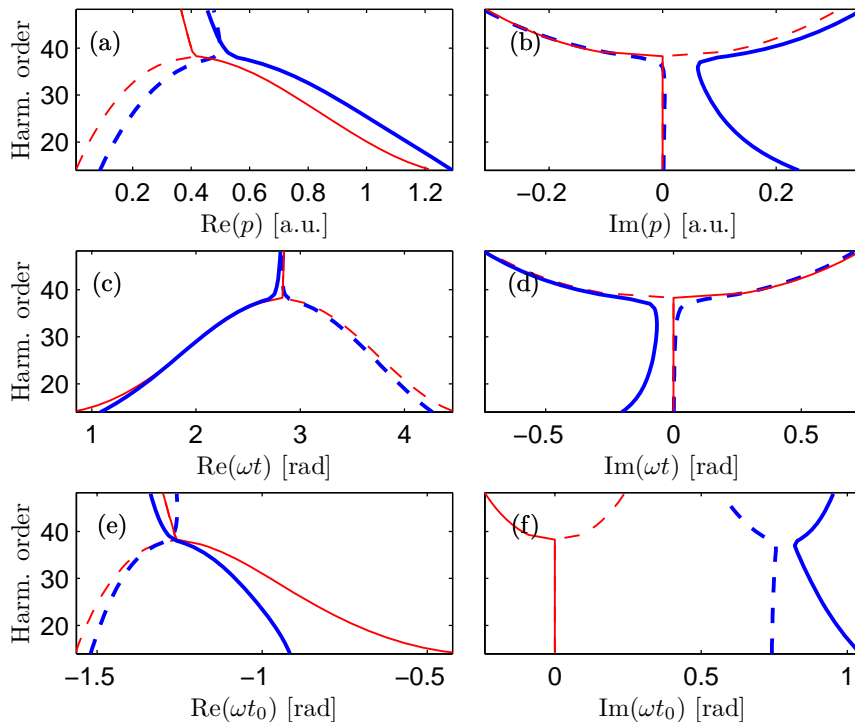 (a)
Harm. order
40
30
20
0.2 0.4 0.6 0.8 1 1.2
Re(p) [a.u.]
(b)
−0.2 0 0.2
Im(p) [a.u.]
(c)
Harm. order
40
30
20
1 2 3 4
Re(ωt) [rad]
(d)
−0.5 0 0.5
Im(ωt) [rad]
(e)
Harm. order
40
30
20
−1.5 −1 −0.5
Re(ωt₀) [rad]
(f)
0 0.5 1
Im(ωt₀) [rad]